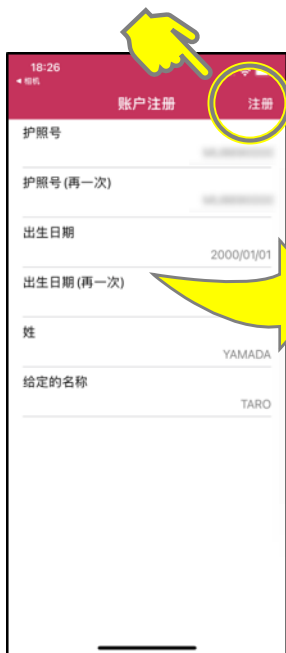 18:26
◀ 相机
账户注册
注册
护照号
护照号(再一次)
出生日期
2000/01/01
出生日期(再一次)
姓
YAMADA
给定的名称
TARO